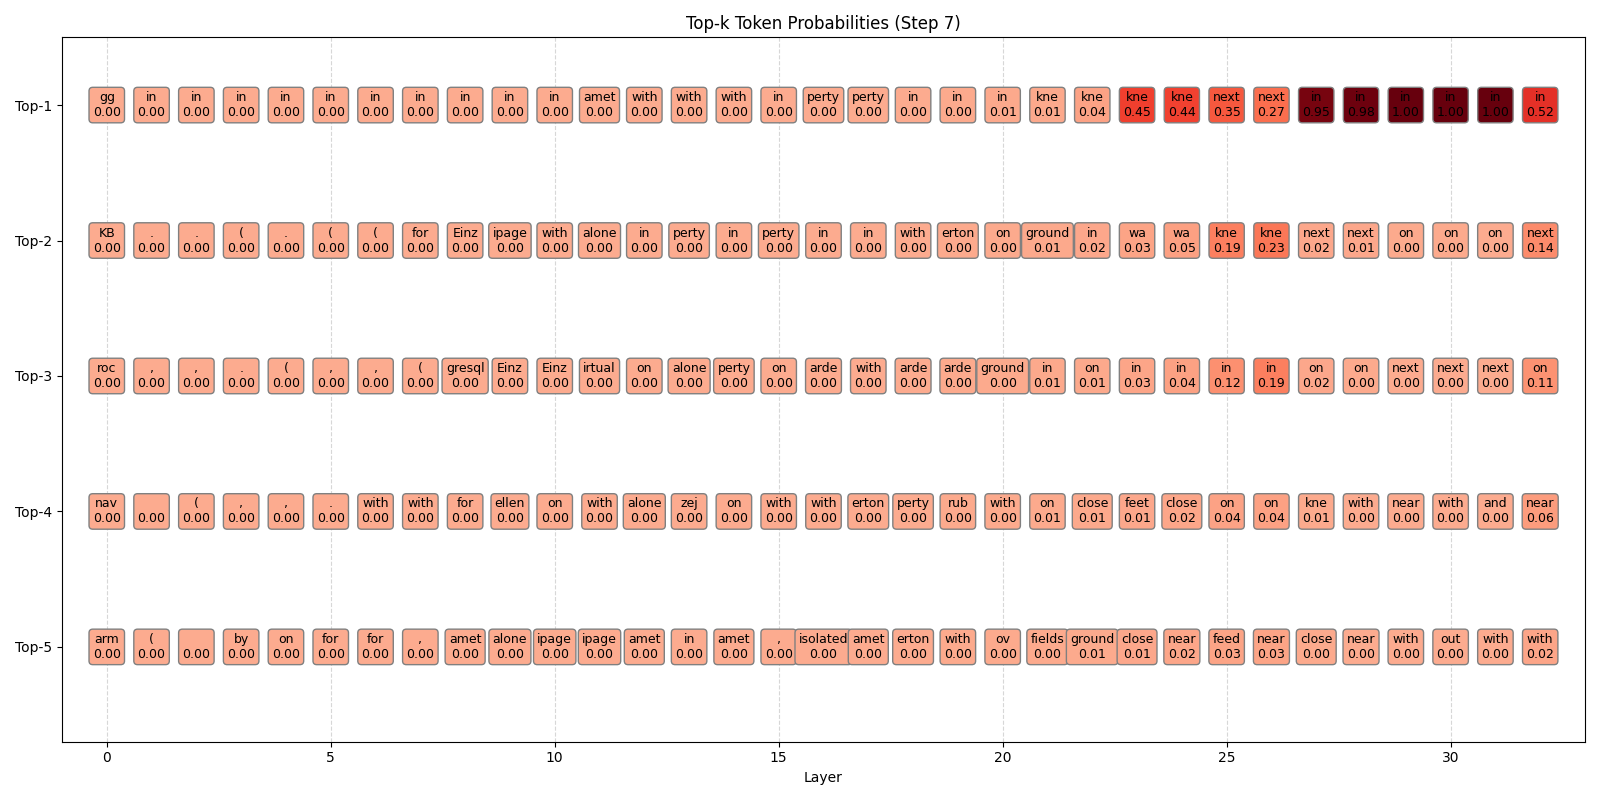 Top-k Token Probabilities (Step 7)
Top-1
gg in in in in in in in in in in amet with with with in perty perty in in in kne kne kne kne next next in in in in in in
0.00 0.00 0.00 0.00 0.00 0.00 0.00 0.00 0.00 0.00 0.00 0.00 0.00 0.00 0.00 0.00 0.00 0.00 0.00 0.00 0.01 0.01 0.04 0.45 0.44 0.35 0.27 0.95 0.98 1.00 1.00 1.00 0.52
Top-2
KB . . ( . ( ( for Einz ipage with alone in perty in perty in in with erton on ground in wa wa kne kne next next on on on next
0.00 0.00 0.00 0.00 0.00 0.00 0.00 0.00 0.00 0.00 0.00 0.00 0.00 0.00 0.00 0.00 0.00 0.00 0.00 0.00 0.00 0.01 0.02 0.03 0.05 0.19 0.23 0.02 0.01 0.00 0.00 0.00 0.14
Top-3
roc , , . ( , , ( gresql Einz Einz irtual on alone perty on arde with arde arde ground in on in in in in on on next next next on
0.00 0.00 0.00 0.00 0.00 0.00 0.00 0.00 0.00 0.00 0.00 0.00 0.00 0.00 0.00 0.00 0.00 0.00 0.00 0.00 0.00 0.01 0.01 0.03 0.04 0.12 0.19 0.02 0.00 0.00 0.00 0.00 0.11
Top-4
nav ( , , . with with for ellen on with alone zej on with with erton perty rub with on close feet close on on kne with near with and near
0.00 0.00 0.00 0.00 0.00 0.00 0.00 0.00 0.00 0.00 0.00 0.00 0.00 0.00 0.00 0.00 0.00 0.00 0.00 0.00 0.00 0.01 0.01 0.01 0.02 0.04 0.04 0.01 0.00 0.00 0.00 0.00 0.06
Top-5
arm ( by on for for , amet alone ipage ipage amet in amet , isolated amet erton with ov fields ground close near feed near close near with out with with
0.00 0.00 0.00 0.00 0.00 0.00 0.00 0.00 0.00 0.00 0.00 0.00 0.00 0.00 0.00 0.00 0.00 0.00 0.00 0.00 0.00 0.00 0.01 0.01 0.02 0.03 0.03 0.00 0.00 0.00 0.00 0.00 0.02
0 5 10 15 20 25 30
Layer